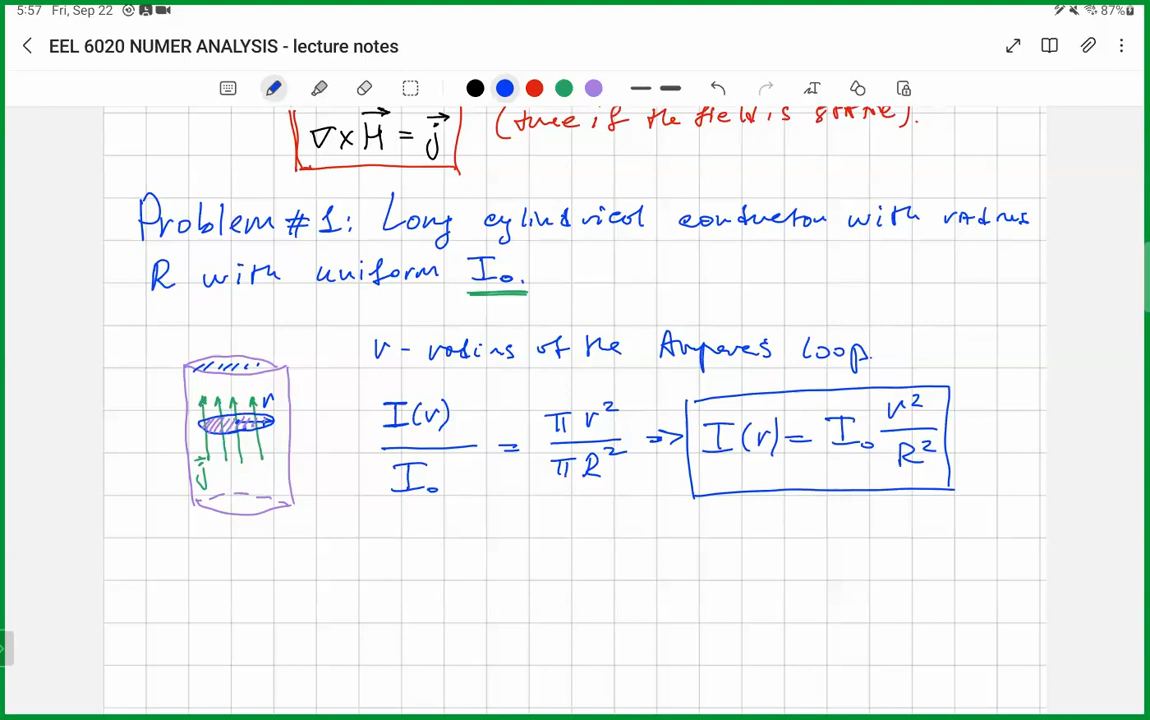 5:57 Fri, Sep 22
87%
EEL 6020 NUMER ANALYSIS - lecture notes
∇×H⃗ = j⃗ (true if the field is static).
Problem #1: Long cylindrical conductor with radius
R with uniform I₀.
r - radius of the Ampere's loop.
I(r)/I₀ = πr²/πR² => I(r) = I₀ r²/R²
r
j⃗